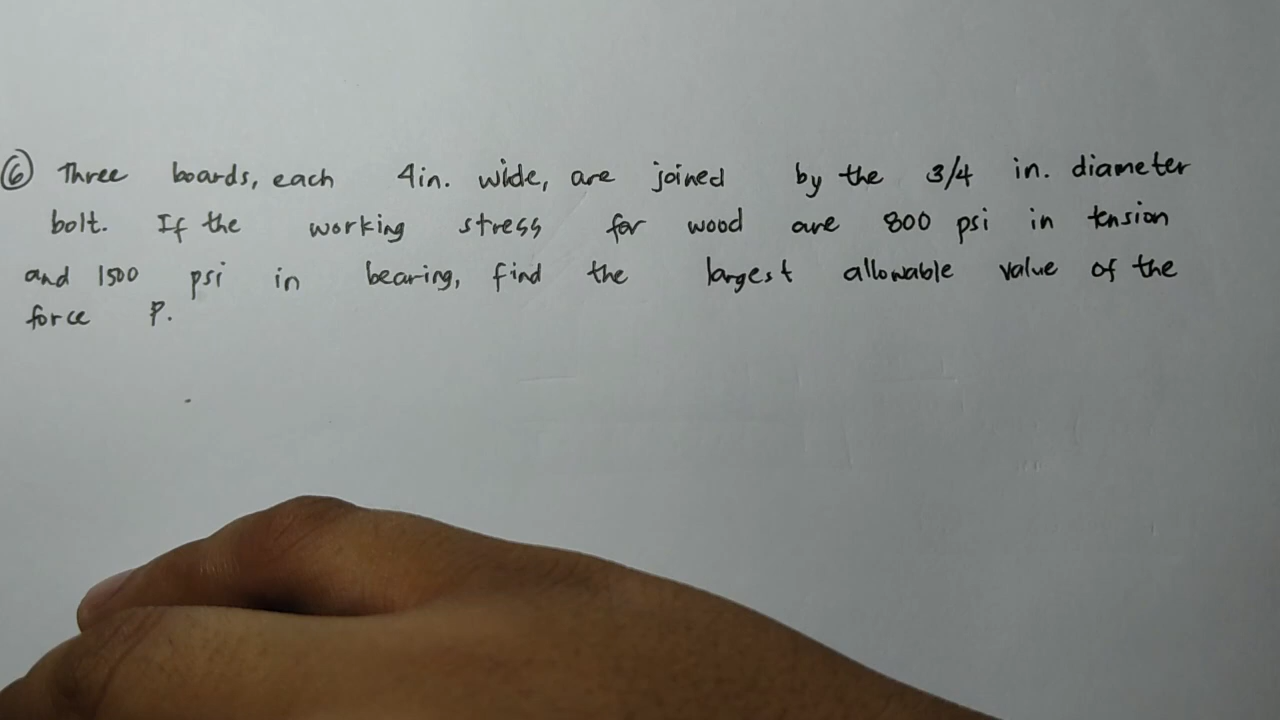 ⑥ Three boards, each 4in. wide, are joined by the 3/4 in. diameter
bolt. If the working stress for wood are 800 psi in tension
and 1500 psi in bearing, find the largest allowable value of the
force P.